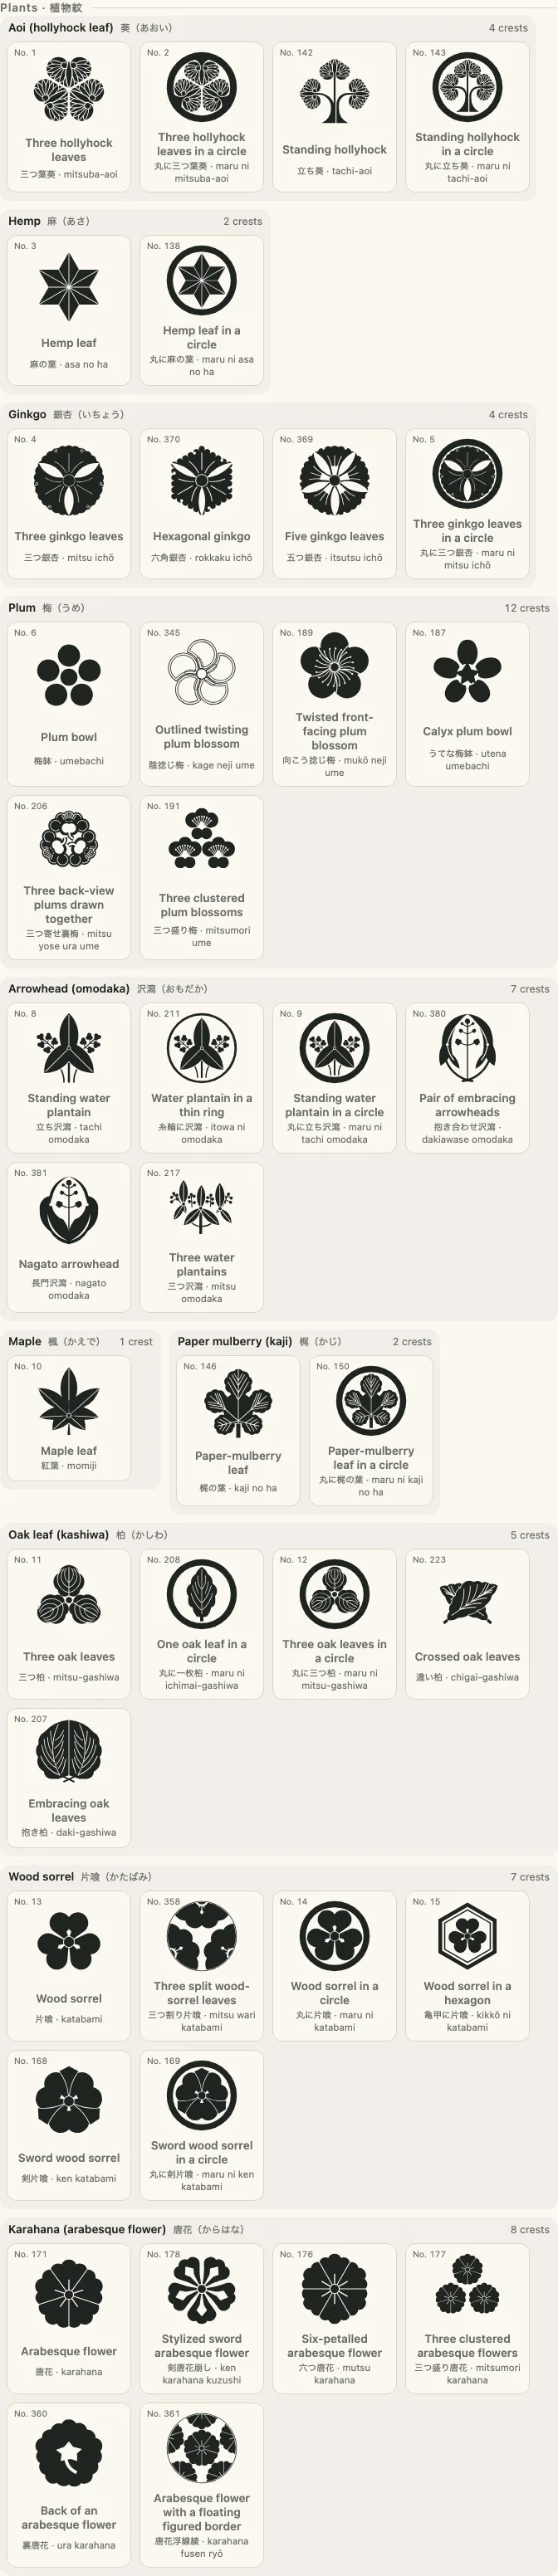 Plants · 植物紋
Aoi (hollyhock leaf) 葵（あおい） 4 crests
No. 1
Three hollyhock
leaves
三つ葉葵 · mitsuba-aoi
No. 2
Three hollyhock
leaves in a circle
丸に三つ葉葵 · maru ni
mitsuba-aoi
No. 142
Standing hollyhock
立ち葵 · tachi-aoi
No. 143
Standing hollyhock
in a circle
丸に立ち葵 · maru ni
tachi-aoi
Hemp 麻（あさ） 2 crests
No. 3
Hemp leaf
麻の葉 · asa no ha
No. 138
Hemp leaf in a
circle
丸に麻の葉 · maru ni asa
no ha
Ginkgo 銀杏（いちょう） 4 crests
No. 4
Three ginkgo leaves
三つ銀杏 · mitsu ichō
No. 370
Hexagonal ginkgo
六角銀杏 · rokkaku ichō
No. 369
Five ginkgo leaves
五つ銀杏 · itsutsu ichō
No. 5
Three ginkgo leaves
in a circle
丸に三つ銀杏 · maru ni
mitsu ichō
Plum 梅（うめ） 12 crests
No. 6
Plum bowl
梅鉢 · umebachi
No. 345
Outlined twisting
plum blossom
陰捻じ梅 · kage neji ume
No. 189
Twisted front-
facing plum
blossom
向こう捻じ梅 · mukō neji
ume
No. 187
Calyx plum bowl
うてな梅鉢 · utena
umebachi
No. 206
Three back-view
plums drawn
together
三つ寄せ裏梅 · mitsu
yose ura ume
No. 191
Three clustered
plum blossoms
三つ盛り梅 · mitsumori
ume
Arrowhead (omodaka) 沢瀉（おもだか） 7 crests
No. 8
Standing water
plantain
立ち沢瀉 · tachi
omodaka
No. 211
Water plantain in a
thin ring
糸輪に沢瀉 · itowa ni
omodaka
No. 9
Standing water
plantain in a circle
丸に立ち沢瀉 · maru ni
tachi omodaka
No. 380
Pair of embracing
arrowheads
抱き合わせ沢瀉 ·
dakiawase omodaka
No. 381
Nagato arrowhead
長門沢瀉 · nagato
omodaka
No. 217
Three water
plantains
三つ沢瀉 · mitsu
omodaka
Maple 楓（かえで） 1 crest
No. 10
Maple leaf
紅葉 · momiji
Paper mulberry (kaji) 梶（かじ） 2 crests
No. 146
Paper-mulberry
leaf
梶の葉 · kaji no ha
No. 150
Paper-mulberry
leaf in a circle
丸に梶の葉 · maru ni kaji
no ha
Oak leaf (kashiwa) 柏（かしわ） 5 crests
No. 11
Three oak leaves
三つ柏 · mitsu-gashiwa
No. 208
One oak leaf in a
circle
丸に一枚柏 · maru ni
ichimai-gashiwa
No. 12
Three oak leaves in
a circle
丸に三つ柏 · maru ni
mitsu-gashiwa
No. 223
Crossed oak leaves
違い柏 · chigai-gashiwa
No. 207
Embracing oak
leaves
抱き柏 · daki-gashiwa
Wood sorrel 片喰（かたばみ） 7 crests
No. 13
Wood sorrel
片喰 · katabami
No. 358
Three split wood-
sorrel leaves
三つ割り片喰 · mitsu wari
katabami
No. 14
Wood sorrel in a
circle
丸に片喰 · maru ni
katabami
No. 15
Wood sorrel in a
hexagon
亀甲に片喰 · kikkō ni
katabami
No. 168
Sword wood sorrel
剣片喰 · ken katabami
No. 169
Sword wood sorrel
in a circle
丸に剣片喰 · maru ni ken
katabami
Karahana (arabesque flower) 唐花（からはな） 8 crests
No. 171
Arabesque flower
唐花 · karahana
No. 178
Stylized sword
arabesque flower
剣唐花崩し · ken
karahana kuzushi
No. 176
Six-petalled
arabesque flower
六つ唐花 · mutsu
karahana
No. 177
Three clustered
arabesque flowers
三つ盛り唐花 · mitsumori
karahana
No. 360
Back of an
arabesque flower
裏唐花 · ura karahana
No. 361
Arabesque flower
with a floating
figured border
唐花浮線綾 · karahana
fusen ryō